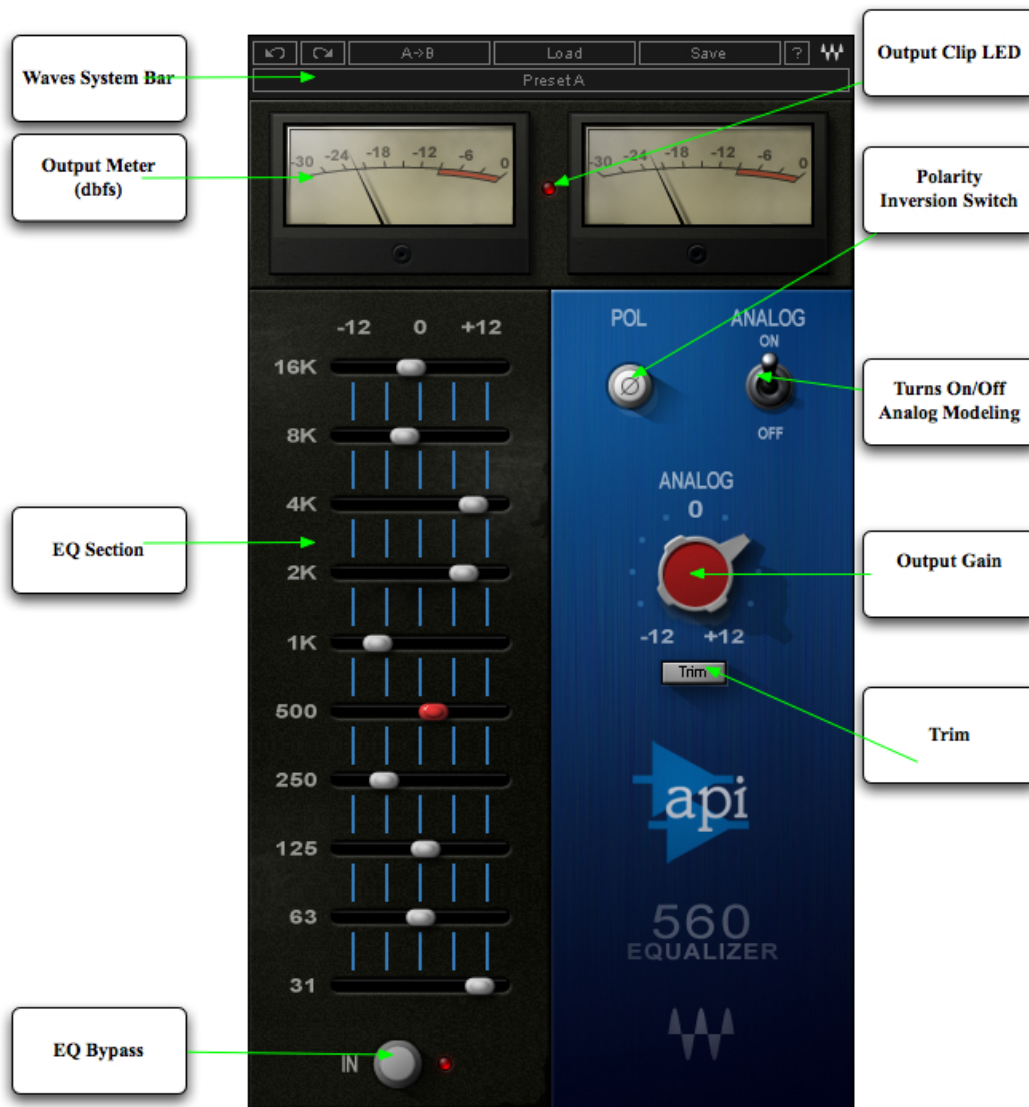 Waves System Bar
Output Meter
(dbfs)
EQ Section
EQ Bypass
A->B
Load
Save
?
Preset A
-30 -24 -18 -12 -6 0
-30 -24 -18 -12 -6 0
-12 0 +12
16K
8K
4K
2K
1K
500
250
125
63
31
IN
POL
ANALOG
ON
OFF
ANALOG
0
-12 +12
Trim
api
560
EQUALIZER
Output Clip LED
Polarity
Inversion Switch
Turns On/Off
Analog Modeling
Output Gain
Trim